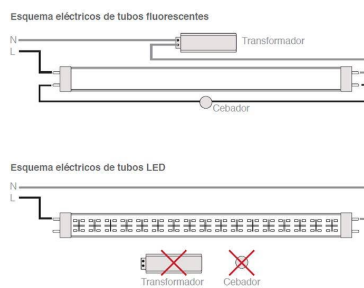 Esquema eléctricos de tubos fluorescentes
N
Transformador
L
Cebador
Esquema eléctricos de tubos LED
N
L
Transformador
Cebador